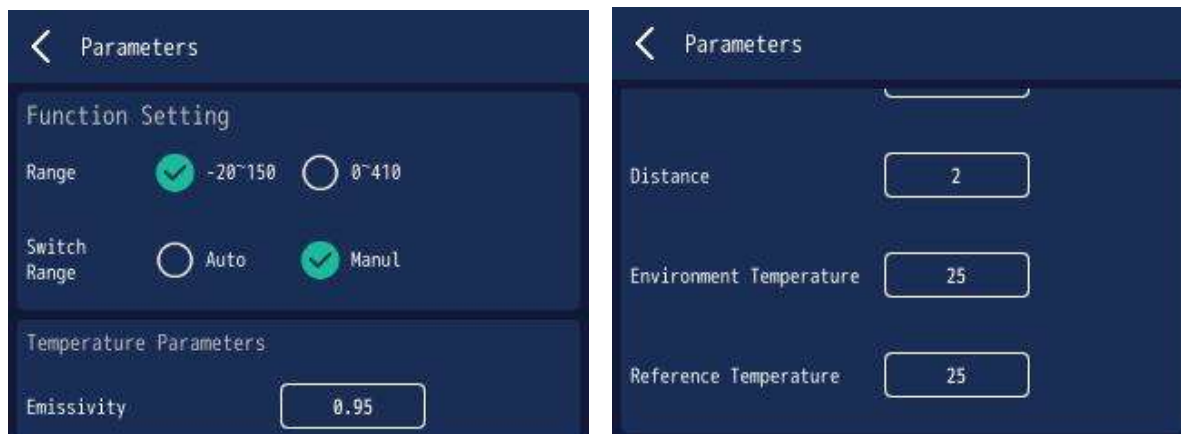 Parameters
Function Setting
Range -20~150 0~410
Switch
Range Auto Manul
Temperature Parameters
Emissivity 0.95
Parameters
Distance 2
Environment Temperature 25
Reference Temperature 25